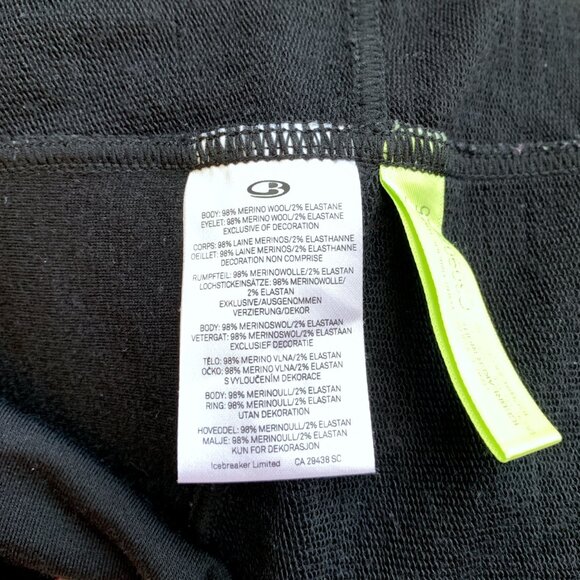 BODY: 98% MERINO WOOL/2% ELASTANE
EYELET: 98% MERINO WOOL/2% ELASTANE
EXCLUSIVE OF DECORATION
CORPS: 98% LAINE MERINOS/2% ELASTHANNE
OEILLET: 98% LAINE MERINOS/2% ELASTHANNE
DECORATION NON COMPRISE
RUMPFTEIL: 98% MERINOWOLLE/2% ELASTAN
LOCHSTICKEINSÄTZE: 98% MERINOWOLLE/
2% ELASTAN
EXKLUSIVE/AUSGENOMMEN
VERZIERUNG/DEKOR
BODY: 98% MERINOSWOL/2% ELASTAAN
VETERGAT: 98% MERINOSWOL/2% ELASTAAN
EXCLUSIEF DECORATIE
TĚLO: 98% MERINO VLNA/2% ELASTAN
OČKO: 98% MERINO VLNA/2% ELASTAN
S VYLOUČENÍM DEKORACE
BODY: 98% MERINOULL/2% ELASTAN
RING: 98% MERINOULL/2% ELASTAN
UTAN DEKORATION
HOVEDDEL: 98% MERINOULL/2% ELASTAN
MALJE: 98% MERINOULL/2% ELASTAN
KUN FOR DEKORASJON
Icebreaker Limited CA 29438 SC